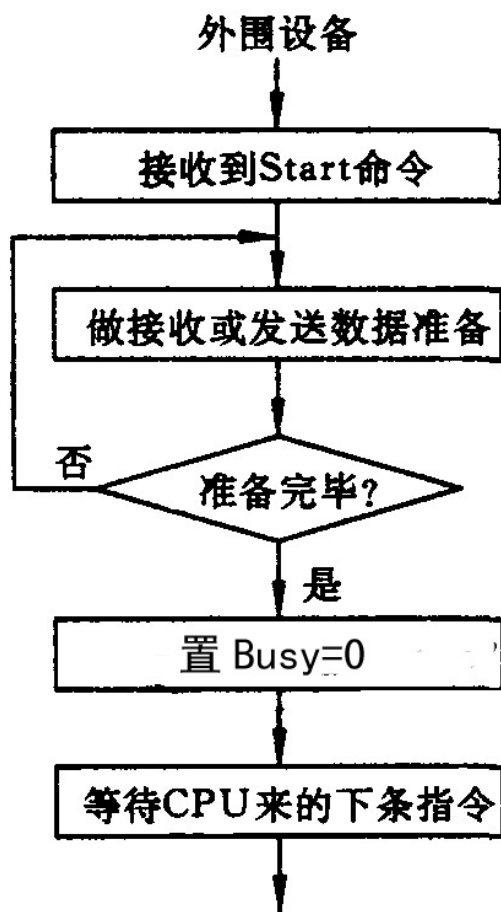 外围设备
接收到Start命令
做接收或发送数据准备
否
准备完毕?
是
置 Busy=0
等待CPU来的下条指令